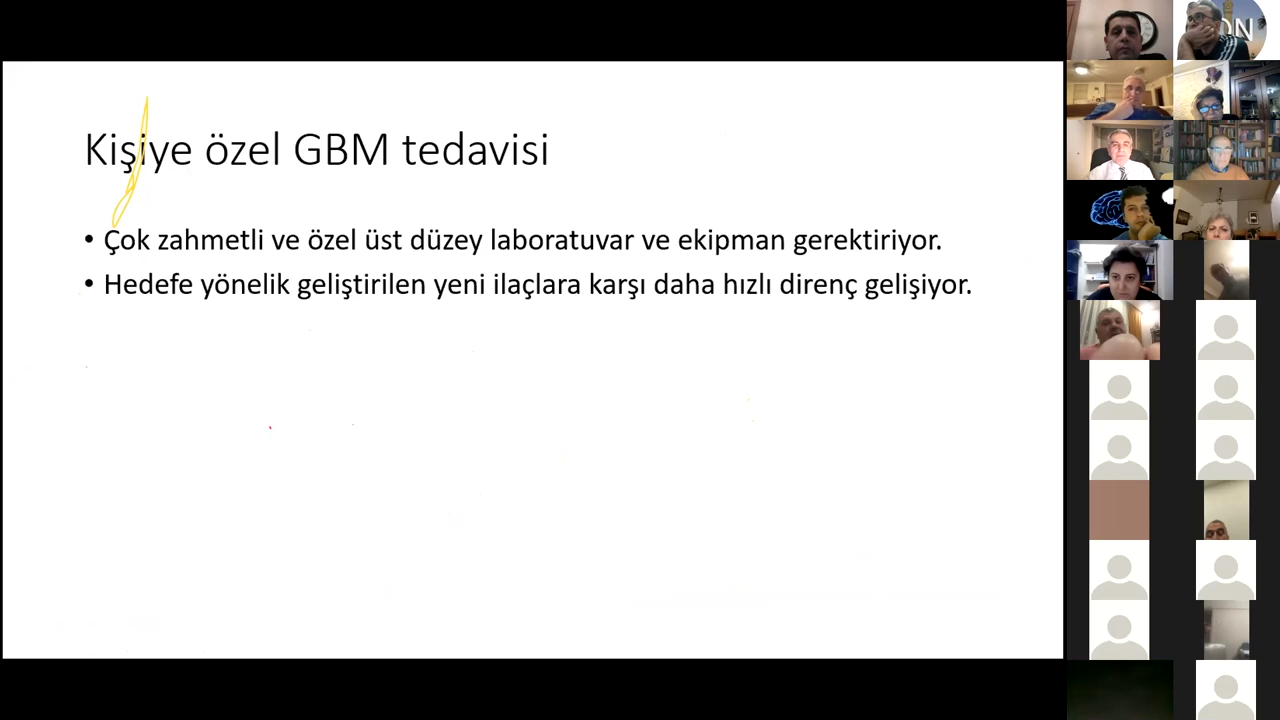 Kişiye özel GBM tedavisi
• Çok zahmetli ve özel üst düzey laboratuvar ve ekipman gerektiriyor.
• Hedefe yönelik geliştirilen yeni ilaçlara karşı daha hızlı direnç gelişiyor.